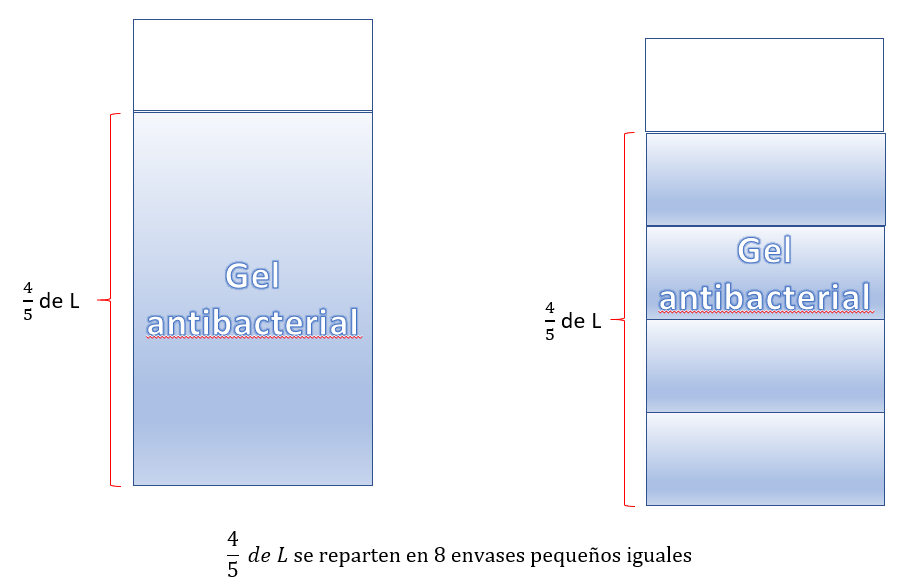 Gel
antibacterial
4/5 de L
Gel
antibacterial
4/5 de L
4/5 de L se reparten en 8 envases pequeños iguales